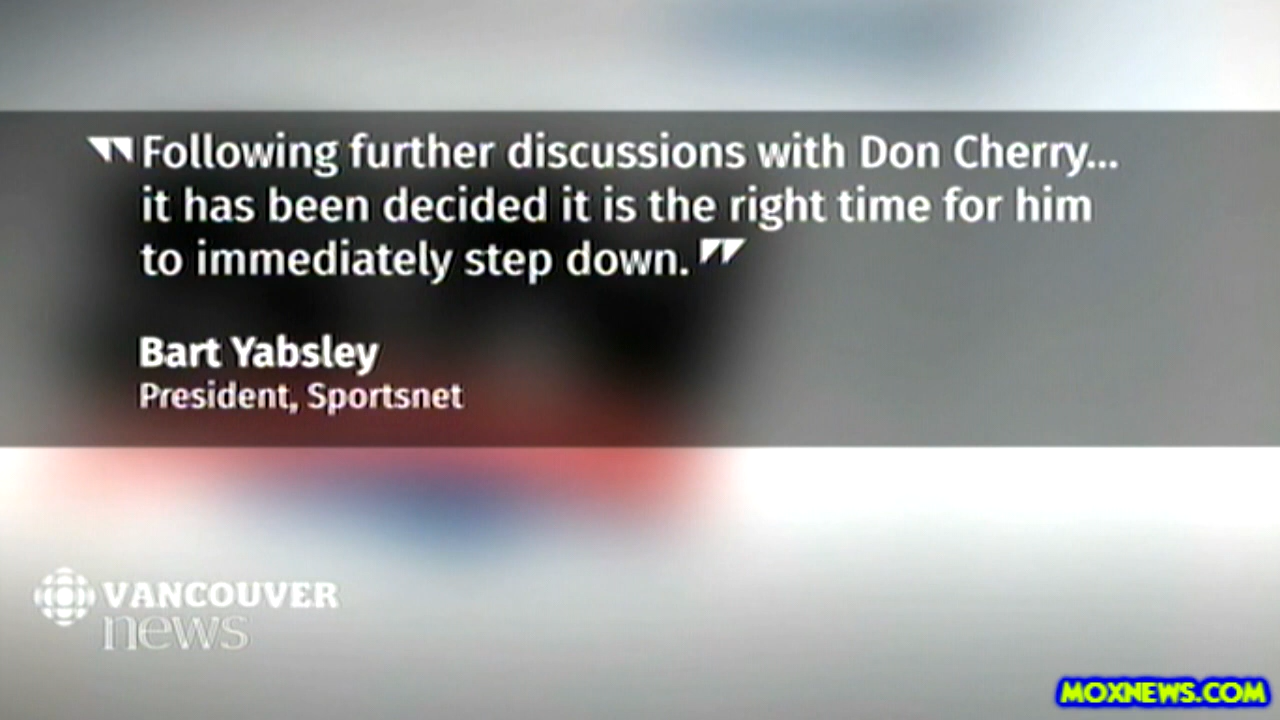 "Following further discussions with Don Cherry...
it has been decided it is the right time for him
to immediately step down."
Bart Yabsley
President, Sportsnet
VANCOUVER
news
MOXNEWS.COM